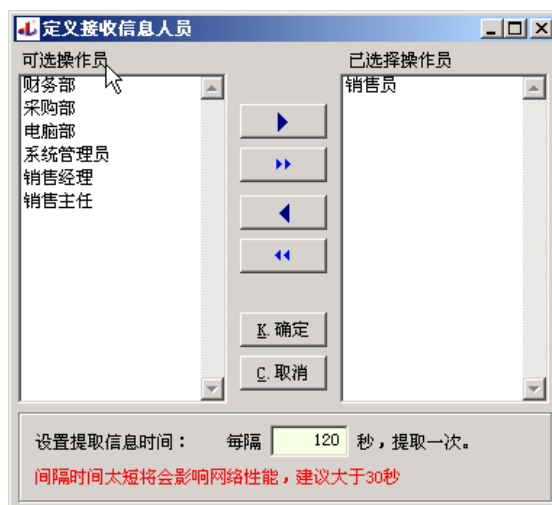 定义接收信息人员
可选操作员
已选择操作员
财务部
采购部
电脑部
系统管理员
销售经理
销售主任
销售员
K. 确定
C. 取消
设置提取信息时间： 每隔 120 秒，提取一次。
间隔时间太短将会影响网络性能，建议大于30秒